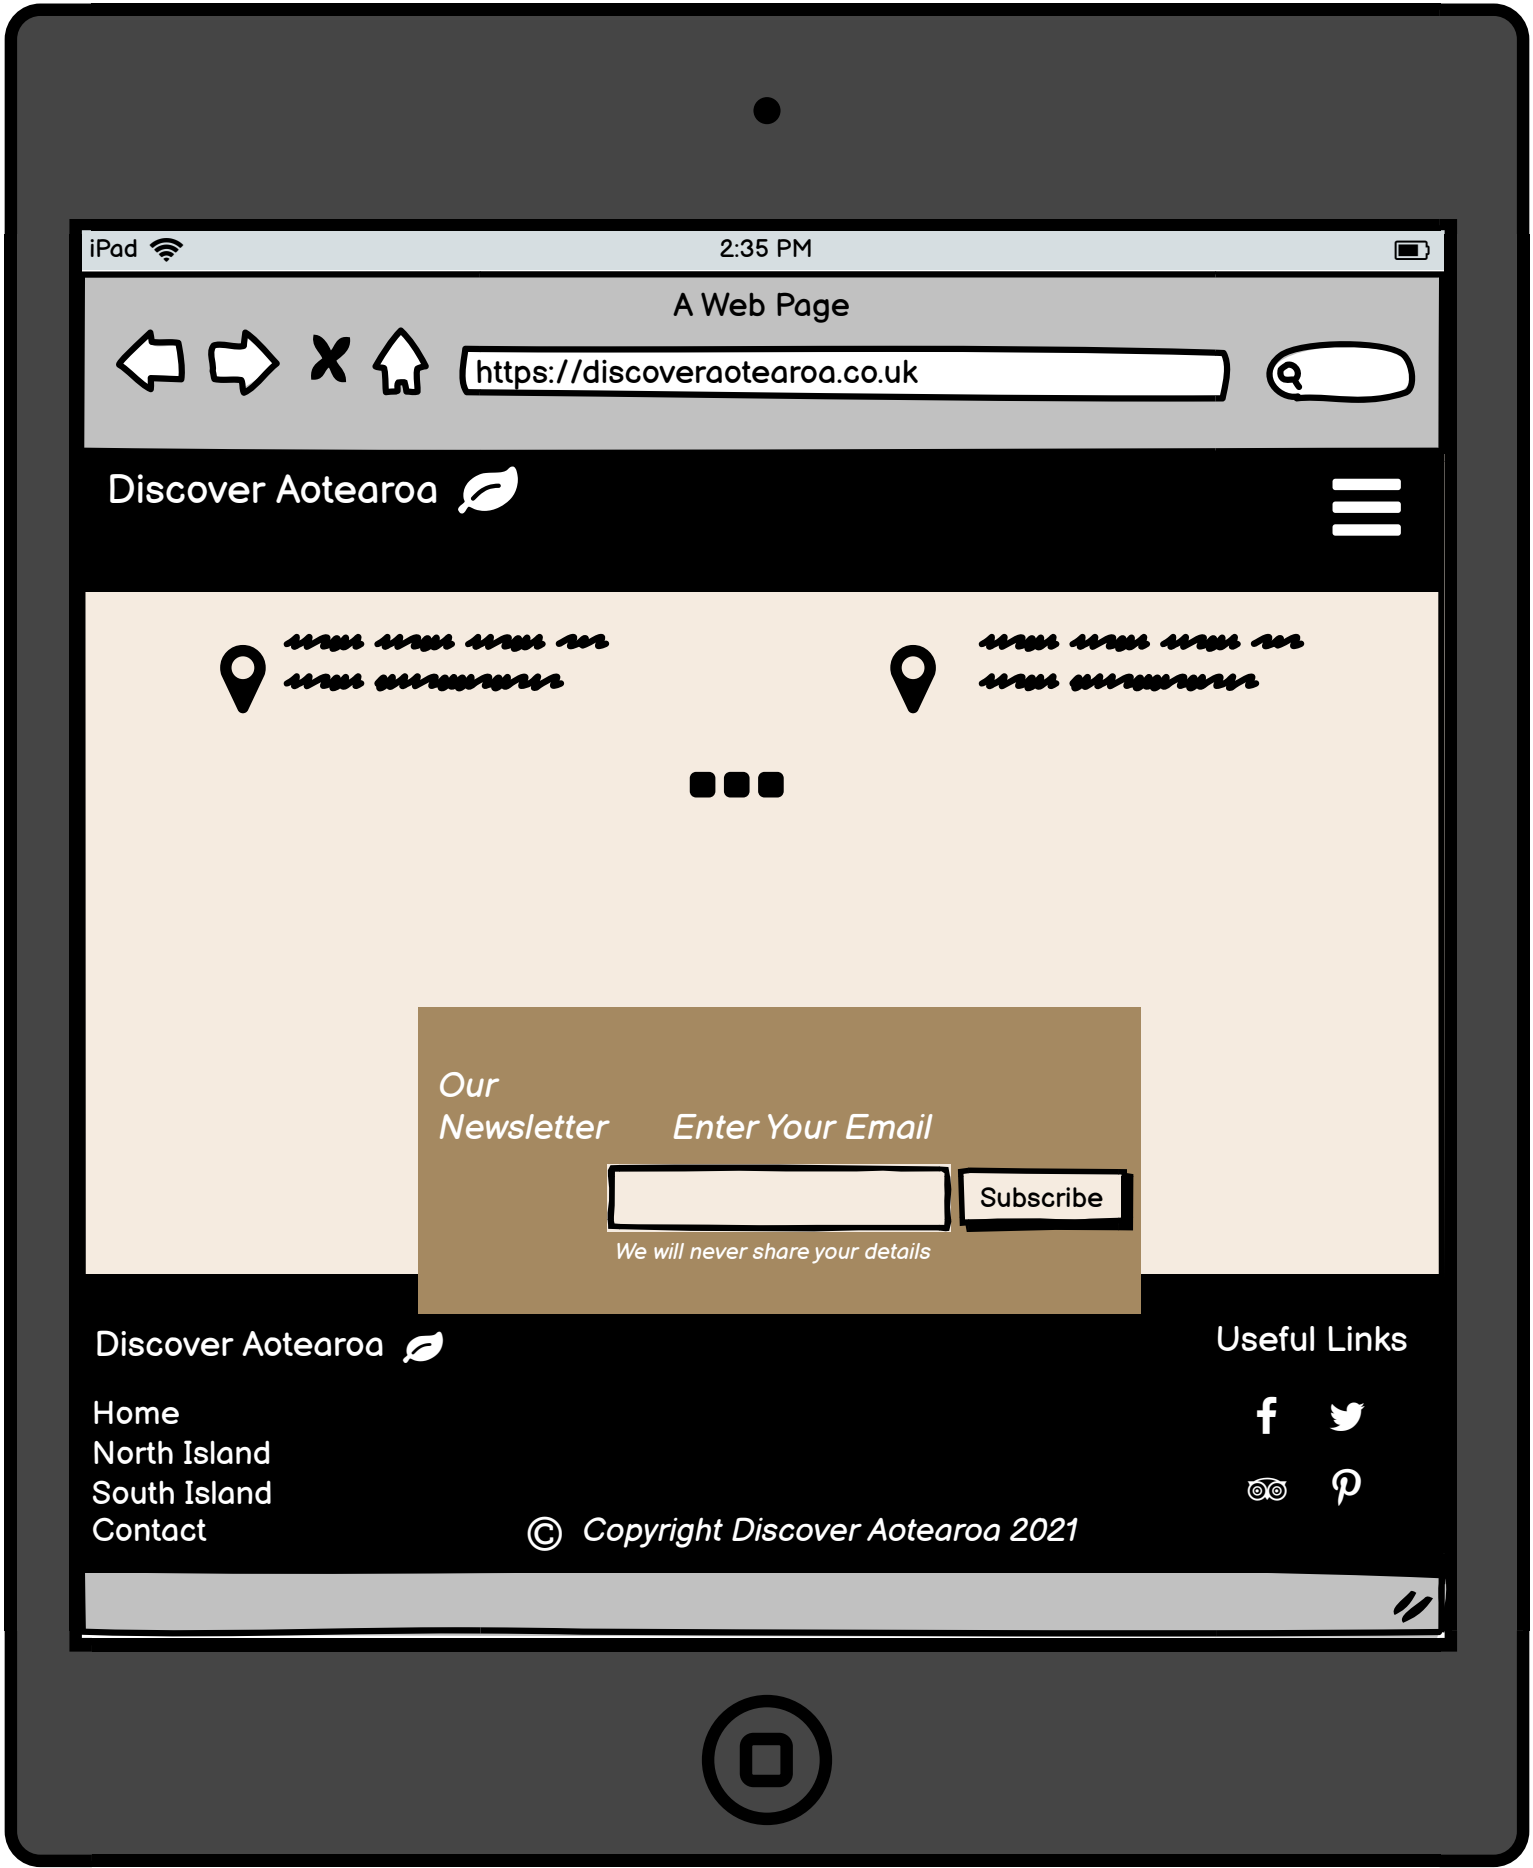 iPad
2:35 PM
A Web Page
https://discoveraotearoa.co.uk
Discover Aotearoa
Our
Newsletter
Enter Your Email
Subscribe
We will never share your details
Discover Aotearoa
Useful Links
Home
North Island
South Island
Contact
© Copyright Discover Aotearoa 2021